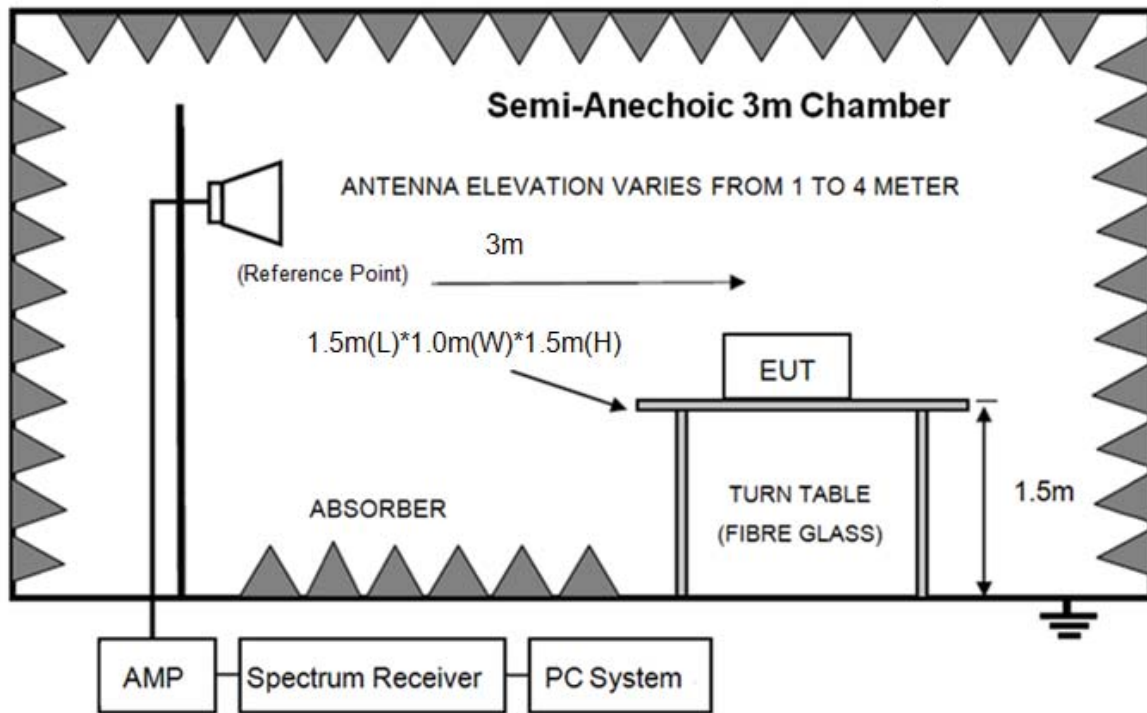 Semi-Anechoic 3m Chamber
ANTENNA ELEVATION VARIES FROM 1 TO 4 METER
3m
(Reference Point)
1.5m(L)*1.0m(W)*1.5m(H)
EUT
1.5m
TURN TABLE
(FIBRE GLASS)
ABSORBER
AMP
Spectrum Receiver
PC System